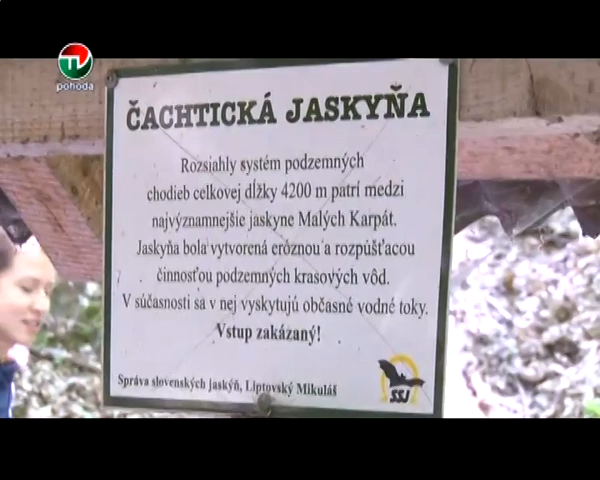 TV
pohoda
ČACHTICKÁ JASKYŇA
Rozsiahly systém podzemných
chodieb celkovej dĺžky 4200 m patrí medzi
najvýznamnejšie jaskyne Malých Karpát.
Jaskyňa bola vytvorená eróznou a rozpúšťacou
činnosťou podzemných krasových vôd.
V súčasnosti sa v nej vyskytujú občasné vodné toky.
Vstup zakázaný!
Správa slovenských jaskýň, Liptovský Mikuláš
SSJ